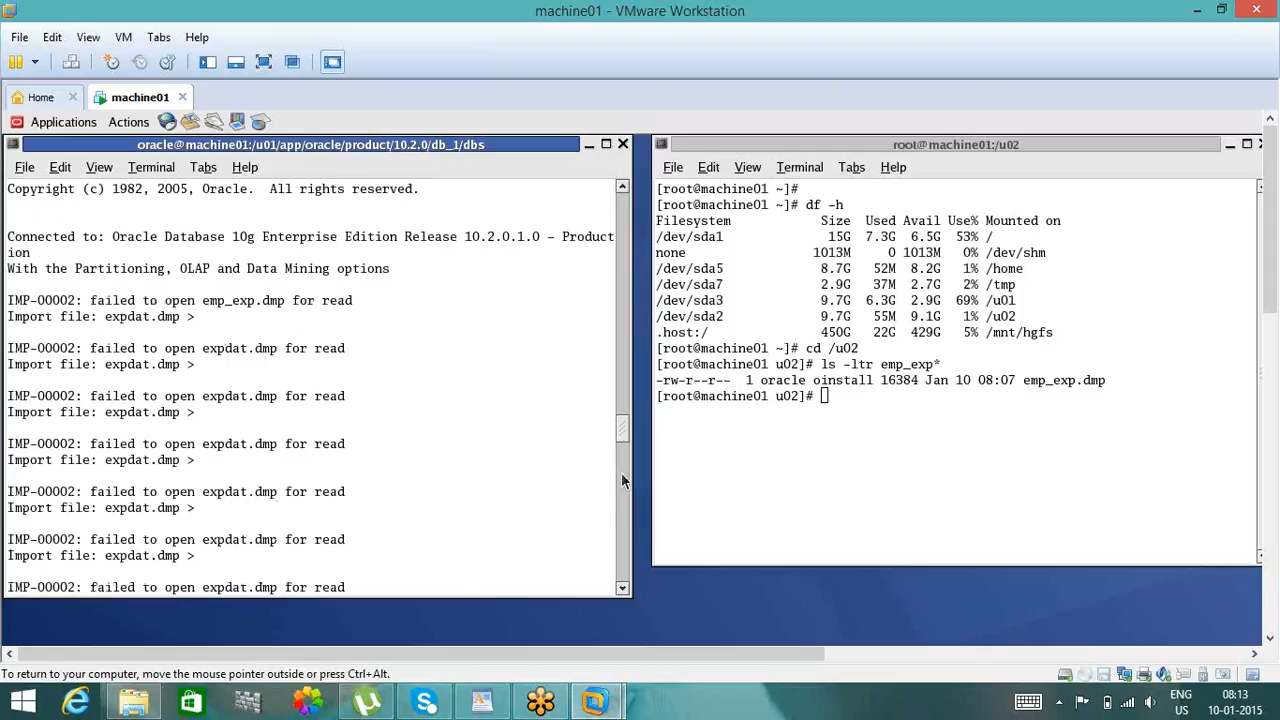 machine01 - VMware Workstation
File Edit View VM Tabs Help
Home machine01
Applications Actions
oracle@machine01:/u01/app/oracle/product/10.2.0/db_1/dbs
File Edit View Terminal Tabs Help
Copyright (c) 1982, 2005, Oracle.  All rights reserved.
Connected to: Oracle Database 10g Enterprise Edition Release 10.2.0.1.0 - Product
ion
With the Partitioning, OLAP and Data Mining options
IMP-00002: failed to open emp_exp.dmp for read
Import file: expdat.dmp >
IMP-00002: failed to open expdat.dmp for read
Import file: expdat.dmp >
IMP-00002: failed to open expdat.dmp for read
Import file: expdat.dmp >
IMP-00002: failed to open expdat.dmp for read
Import file: expdat.dmp >
IMP-00002: failed to open expdat.dmp for read
Import file: expdat.dmp >
IMP-00002: failed to open expdat.dmp for read
Import file: expdat.dmp >
IMP-00002: failed to open expdat.dmp for read
root@machine01:/u02
File Edit View Terminal Tabs Help
[root@machine01 ~]#
[root@machine01 ~]# df -h
Filesystem Size Used Avail Use% Mounted on
/dev/sda1 15G 7.3G 6.5G 53% /
none 1013M 0 1013M 0% /dev/shm
/dev/sda5 8.7G 52M 8.2G 1% /home
/dev/sda7 2.9G 37M 2.7G 2% /tmp
/dev/sda3 9.7G 6.3G 2.9G 69% /u01
/dev/sda2 9.7G 55M 9.1G 1% /u02
.host:/ 450G 22G 429G 5% /mnt/hgfs
[root@machine01 ~]# cd /u02
[root@machine01 u02]# ls -ltr emp_exp*
-rw-r--r--  1 oracle oinstall 16384 Jan 10 08:07 emp_exp.dmp
[root@machine01 u02]#
To return to your computer, move the mouse pointer outside or press Ctrl+Alt.
ENG 08:13
US 10-01-2015